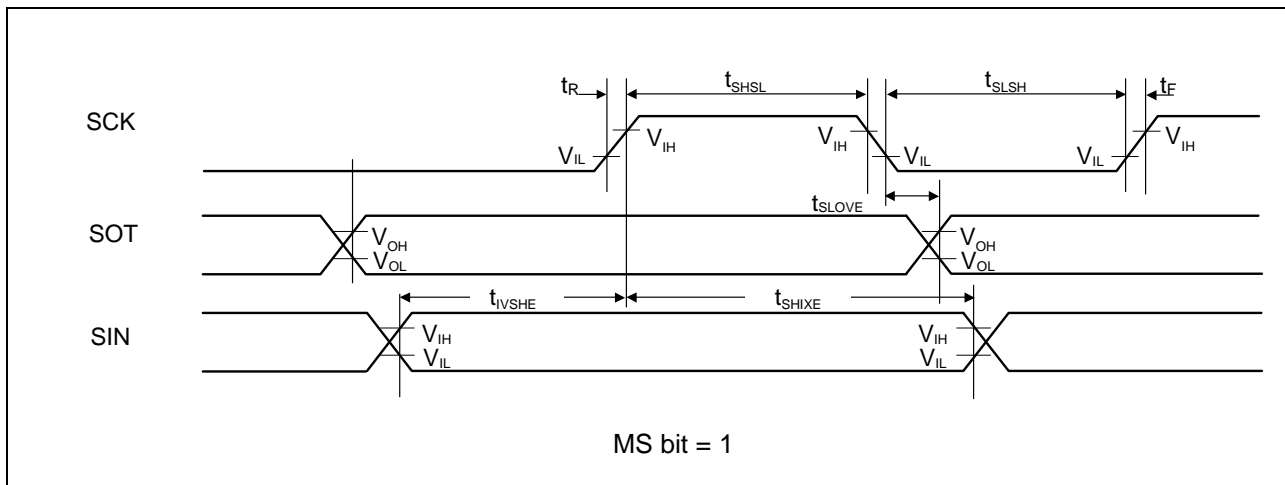 tR tSHSL tSLSH tF
SCK
VIH VIH VIH
VIL VIL VIL
tSLOVE
SOT
VOH VOH
VOL VOL
tIVSHE tSHIXE
SIN
VIH VIH
VIL VIL
MS bit = 1